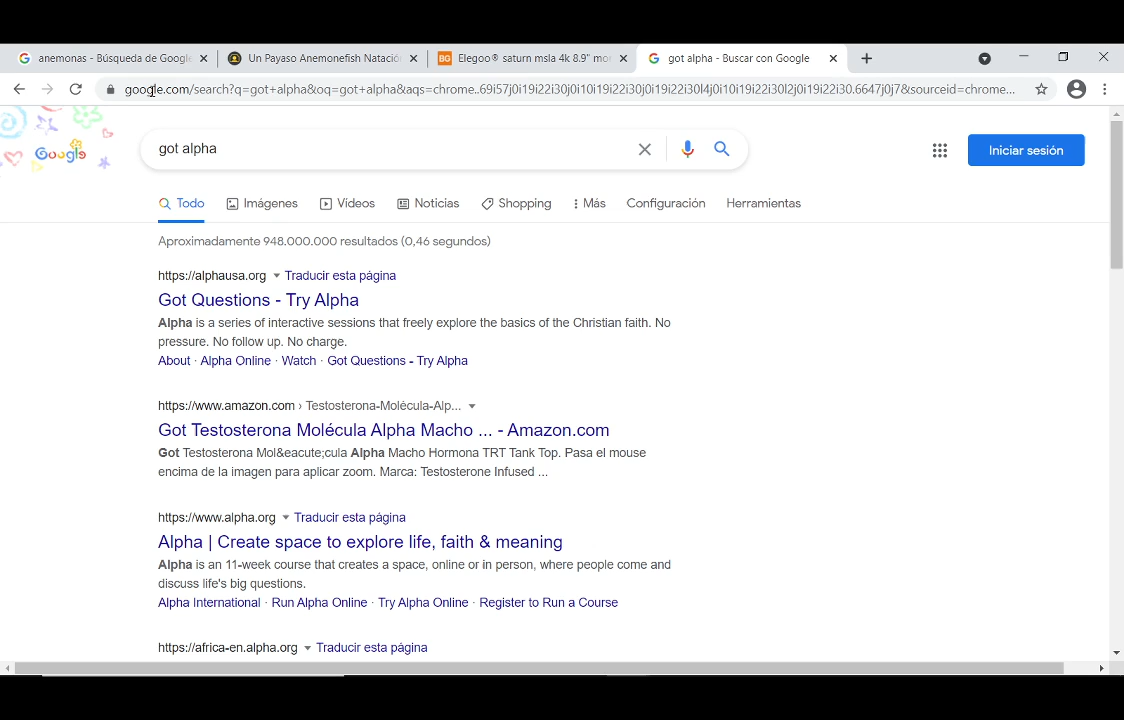 anemonas - Búsqueda de Google
Un Payaso Anemonefish Natació
Elegoo® saturn msla 4k 8.9" mo
got alpha - Buscar con Google
google.com/search?q=got+alpha&oq=got+alpha&aqs=chrome..69i57j0i19i22i30j0i10i19i22i30j0i19i22i30l4j0i10i19i22i30l2j0i19i22i30.6647j0j7&sourceid=chrome...
Google
got alpha
Iniciar sesión
Todo Imágenes Videos Noticias Shopping Más Configuración Herramientas
Aproximadamente 948.000.000 resultados (0,46 segundos)
https://alphausa.org Traducir esta página
Got Questions - Try Alpha
Alpha is a series of interactive sessions that freely explore the basics of the Christian faith. No
pressure. No follow up. No charge.
About · Alpha Online · Watch · Got Questions - Try Alpha
https://www.amazon.com › Testosterona-Molécula-Alp...
Got Testosterona Molécula Alpha Macho ... - Amazon.com
Got Testosterona Mol&eacute;cula Alpha Macho Hormona TRT Tank Top. Pasa el mouse
encima de la imagen para aplicar zoom. Marca: Testosterone Infused ...
https://www.alpha.org Traducir esta página
Alpha | Create space to explore life, faith & meaning
Alpha is an 11-week course that creates a space, online or in person, where people come and
discuss life's big questions.
Alpha International · Run Alpha Online · Try Alpha Online · Register to Run a Course
https://africa-en.alpha.org Traducir esta página